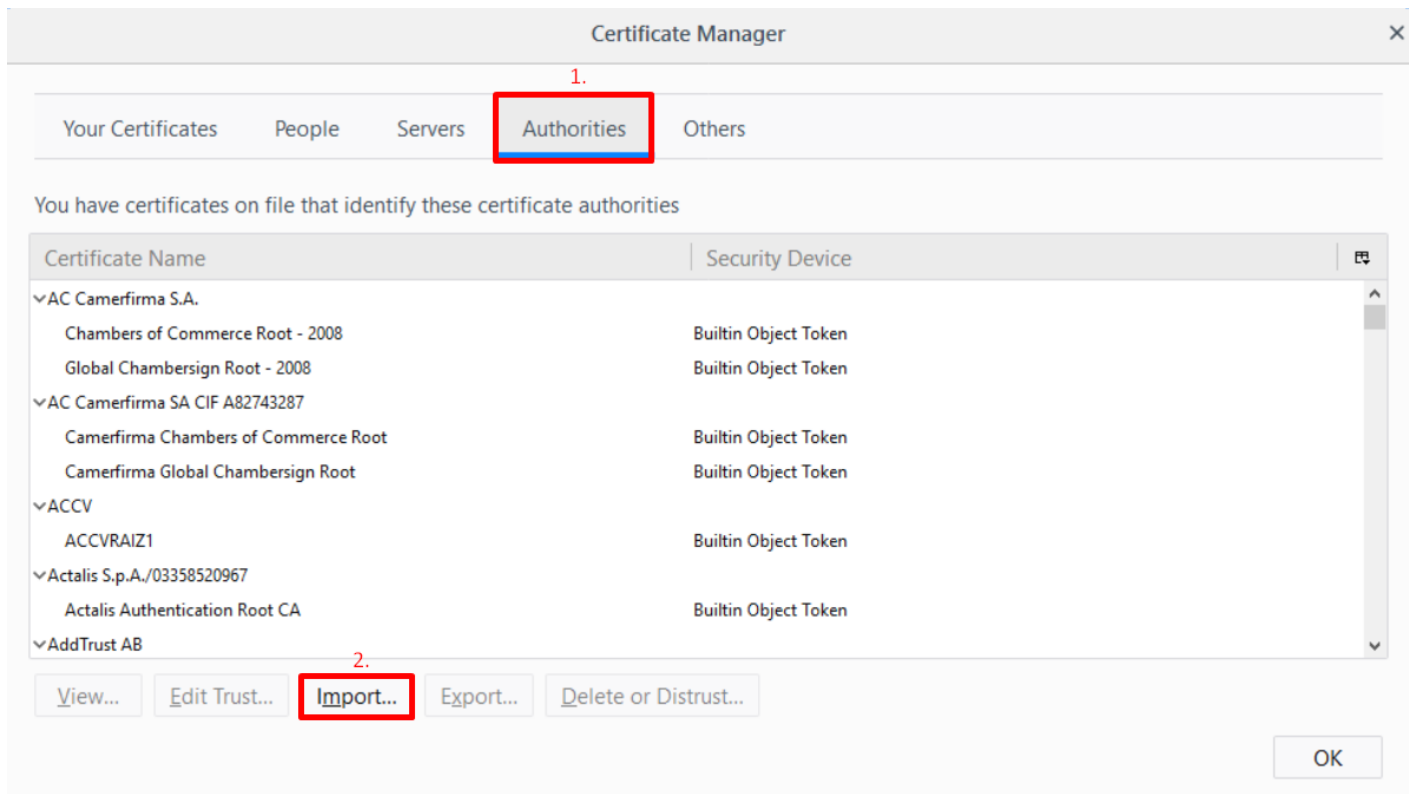 Certificate Manager
1.
Your Certificates People Servers Authorities Others
You have certificates on file that identify these certificate authorities
Certificate Name Security Device
AC Camerfirma S.A.
Chambers of Commerce Root - 2008 Builtin Object Token
Global Chambersign Root - 2008 Builtin Object Token
AC Camerfirma SA CIF A82743287
Camerfirma Chambers of Commerce Root Builtin Object Token
Camerfirma Global Chambersign Root Builtin Object Token
ACCV
ACCVRAIZ1 Builtin Object Token
Actalis S.p.A./03358520967
Actalis Authentication Root CA Builtin Object Token
AddTrust AB
2.
View... Edit Trust... Import... Export... Delete or Distrust...
OK